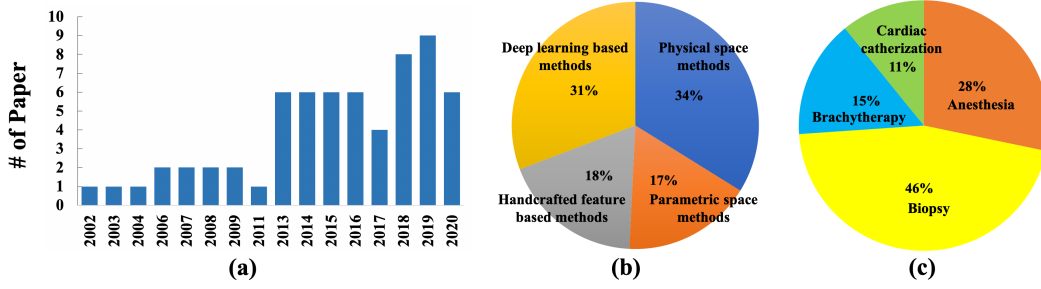 # of Paper
10
9
8
7
6
5
4
3
2
1
0
2002
2003
2004
2006
2007
2008
2009
2011
2013
2014
2015
2016
2017
2018
2019
2020
(a)
Deep learning based
methods
31%
Physical space
methods
34%
18%
Handcrafted feature
based methods
17%
Parametric space
methods
(b)
Cardiac
catherization
11%
28%
Anesthesia
15%
Brachytherapy
46%
Biopsy
(c)